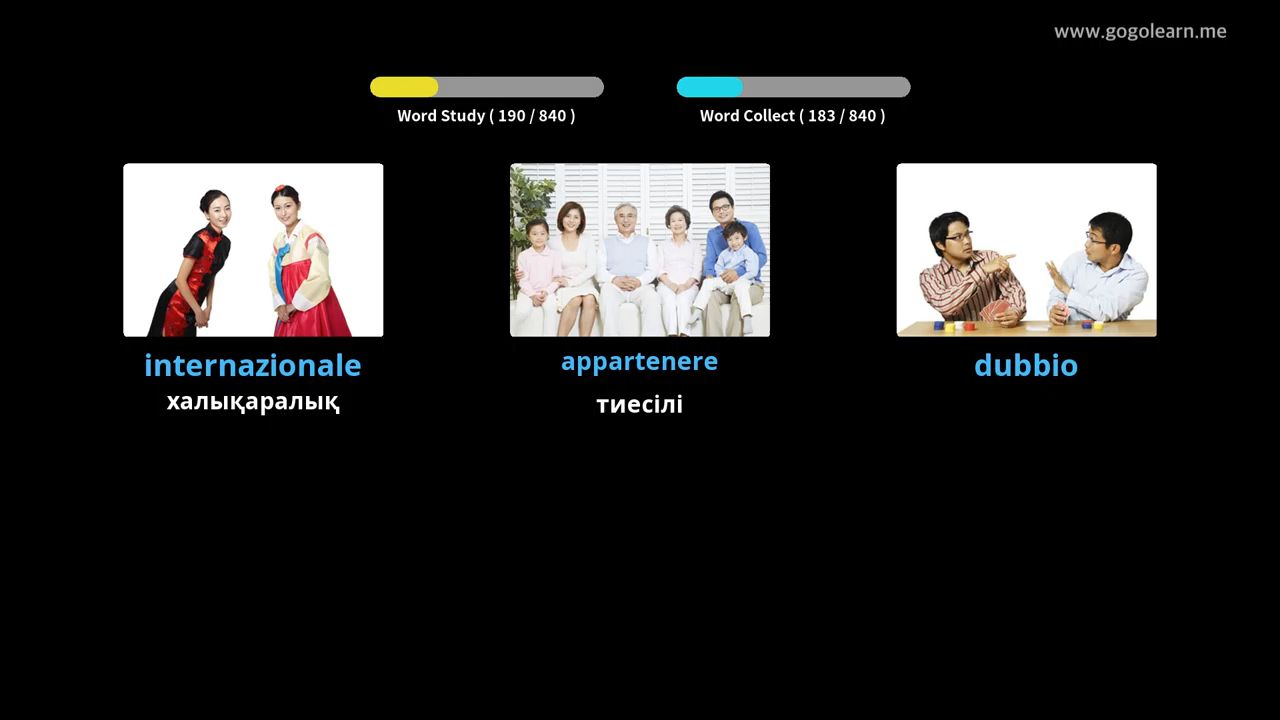 www.gogolearn.me
Word Study ( 190 / 840 )
Word Collect ( 183 / 840 )
internazionale
халықаралық
appartenere
тиесілі
dubbio